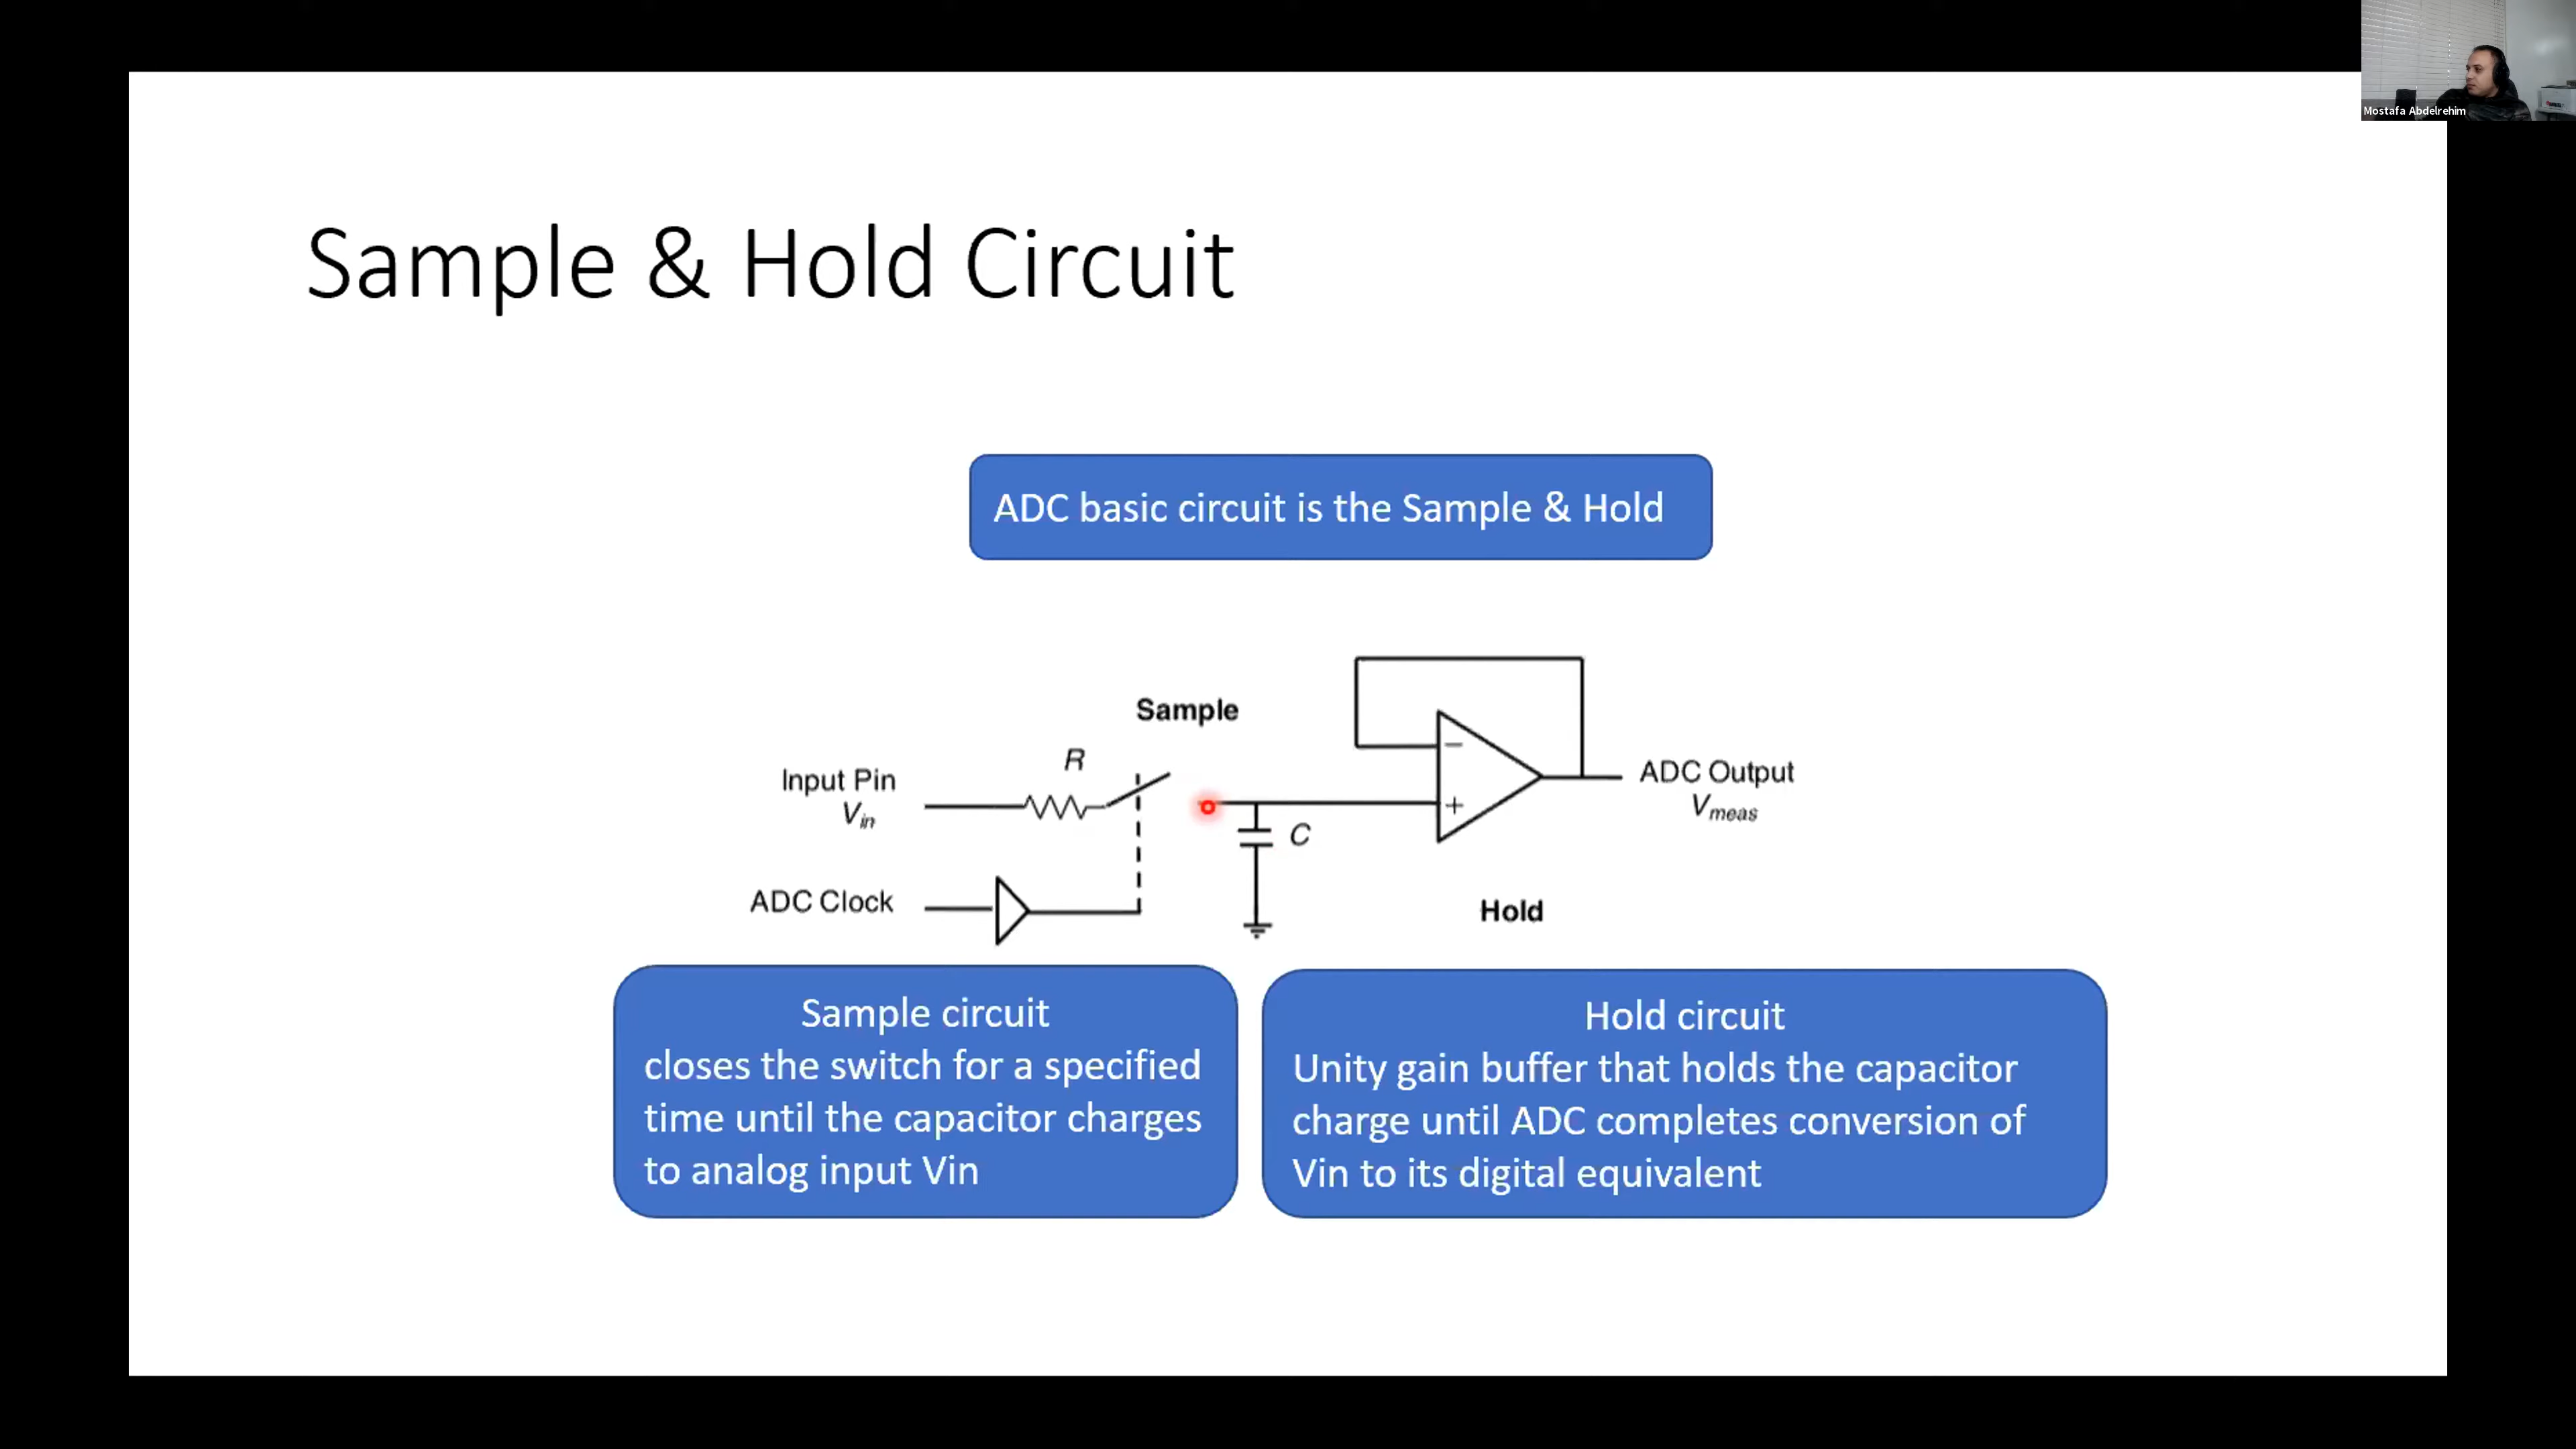 Mostafa Abdelrehim
Sample & Hold Circuit
ADC basic circuit is the Sample & Hold
Sample
R
Input Pin
Vin
ADC Clock
C
−
+
ADC Output
Vmeas
Hold
Sample circuit
closes the switch for a specified
time until the capacitor charges
to analog input Vin
Hold circuit
Unity gain buffer that holds the capacitor
charge until ADC completes conversion of
Vin to its digital equivalent